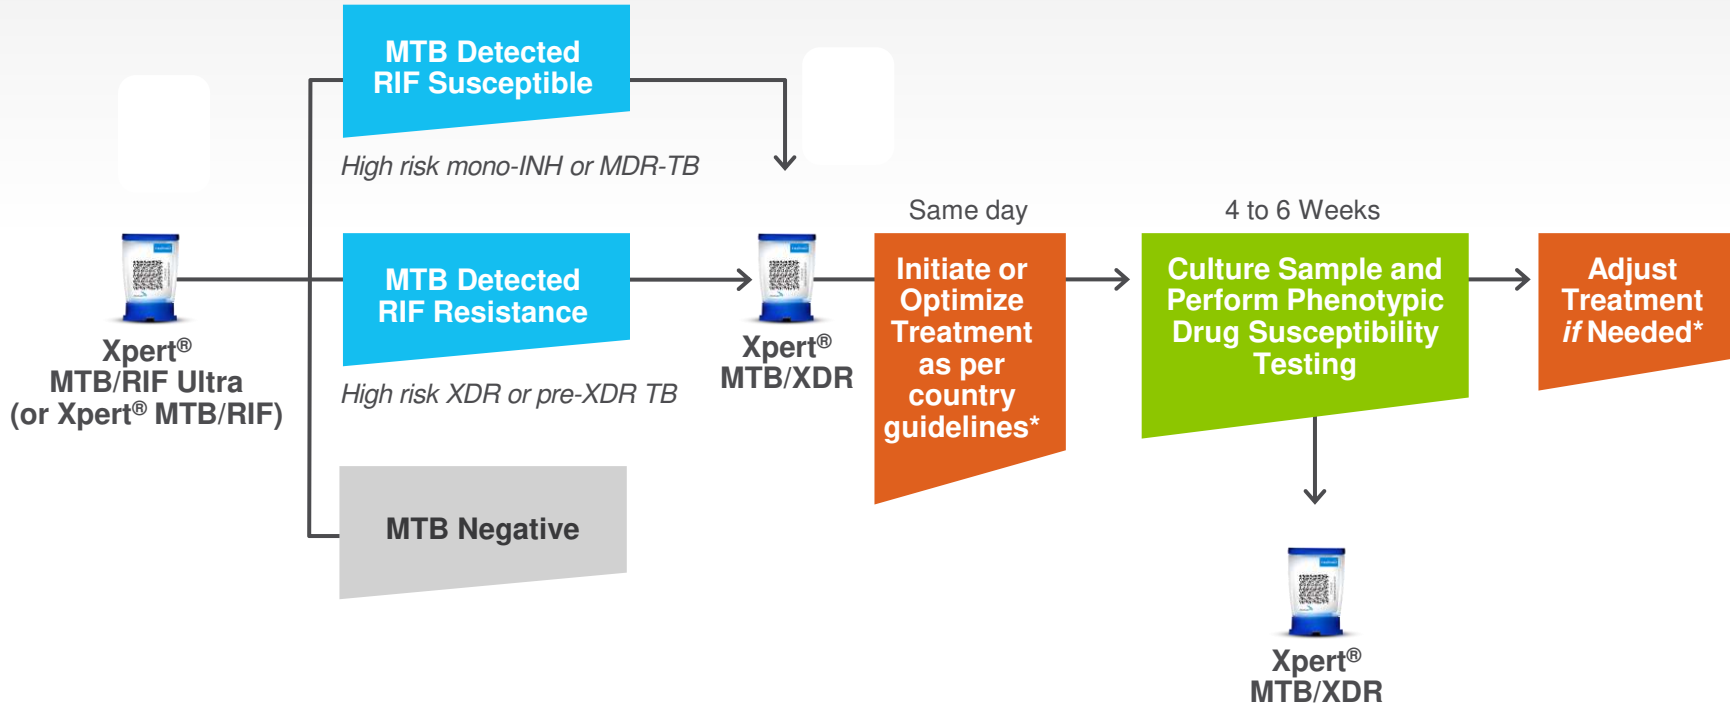 MTB Detected
RIF Susceptible
High risk mono-INH or MDR-TB
Xpert®
MTB/RIF Ultra
(or Xpert® MTB/RIF)
MTB Detected
RIF Resistance
High risk XDR or pre-XDR TB
MTB Negative
Xpert®
MTB/XDR
Same day
Initiate or
Optimize
Treatment
as per
country
guidelines*
4 to 6 Weeks
Culture Sample and
Perform Phenotypic
Drug Susceptibility
Testing
Adjust
Treatment
if Needed*
Xpert®
MTB/XDR